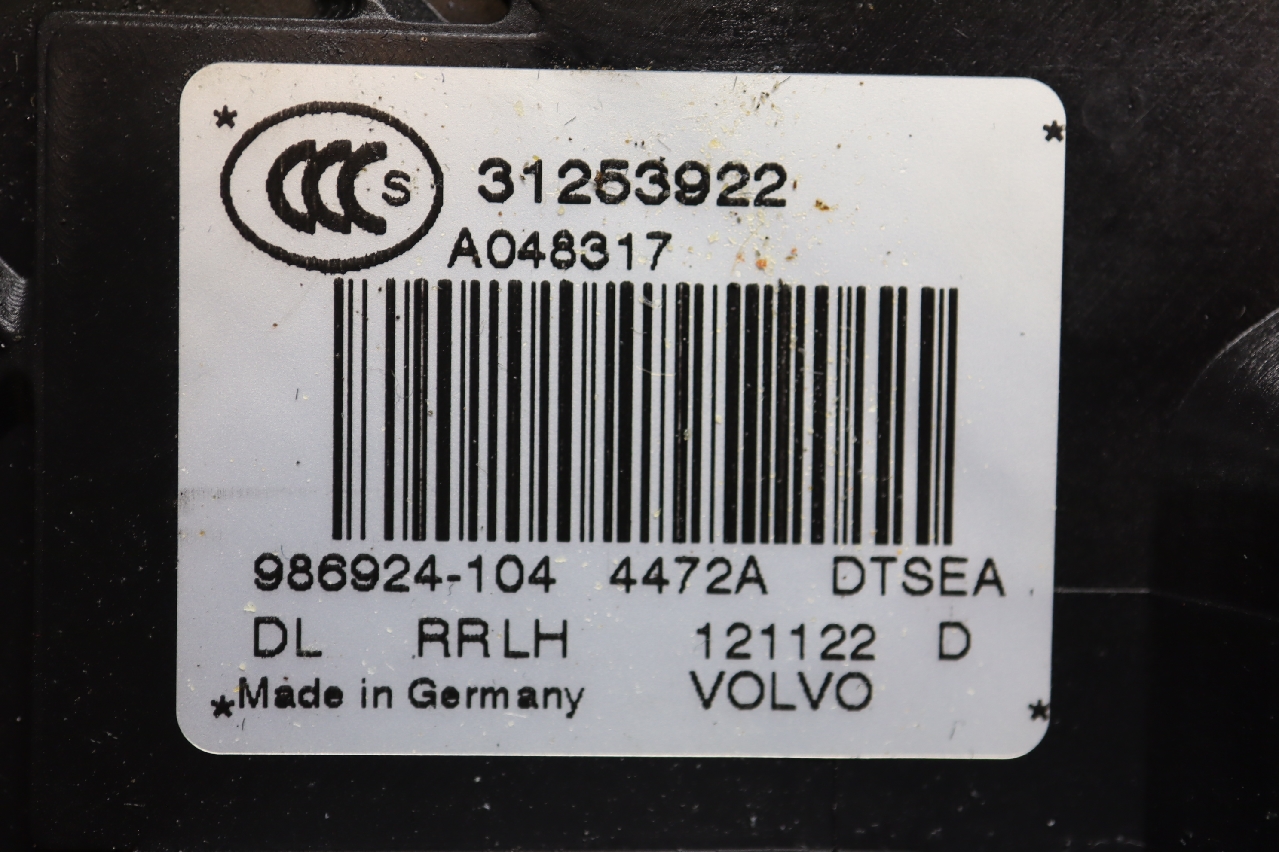 CCC S 31253922
A048317
986924-104 4472A DTSEA
DL RRLH 121122 D
*Made in Germany VOLVO *